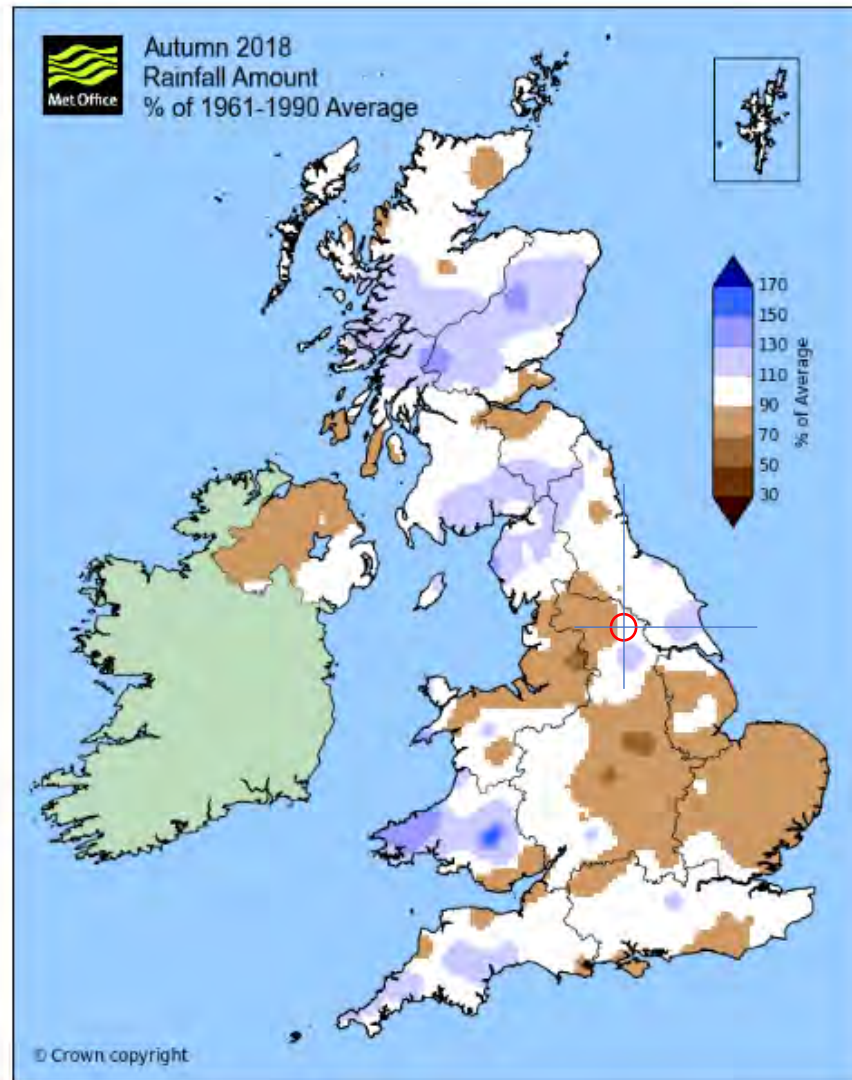 Met Office
Autumn 2018
Rainfall Amount
% of 1961-1990 Average
170
150
130
110
90
70
50
30
% of Average
© Crown copyright